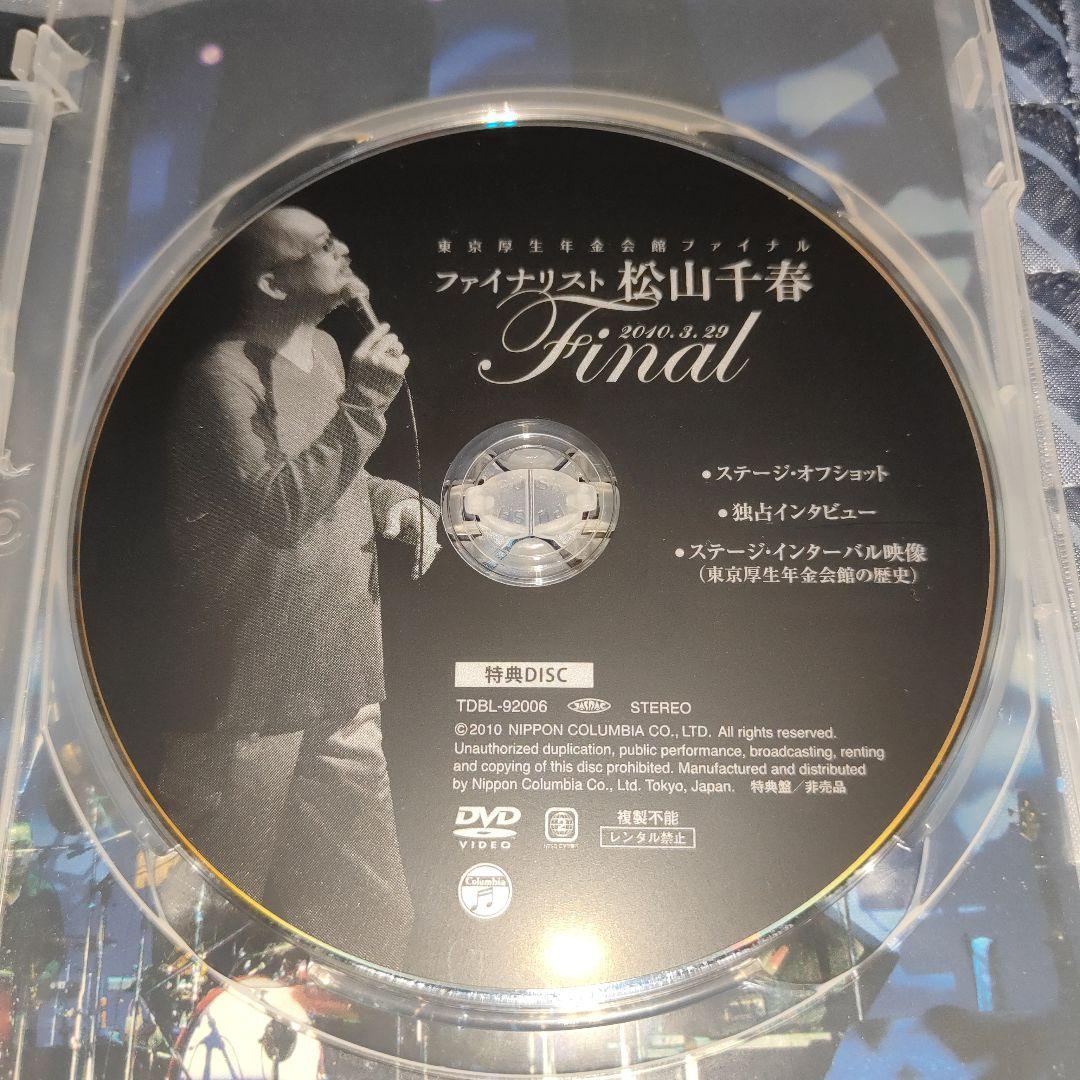 東京厚生年金会館ファイナル
ファイナリスト 松山千春
2010.3.29
Final
●ステージ・オフショット
●独占インタビュー
●ステージ・インターバル映像
(東京厚生年金会館の歴史)
特典DISC
TDBL-92006 JASRAC STEREO
©2010 NIPPON COLUMBIA CO., LTD. All rights reserved.
Unauthorized duplication, public performance, broadcasting, renting
and copying of this disc prohibited. Manufactured and distributed
by Nippon Columbia Co., Ltd. Tokyo, Japan. 特典盤/非売品
DVD
VIDEO
複製不能
レンタル禁止
Columbia